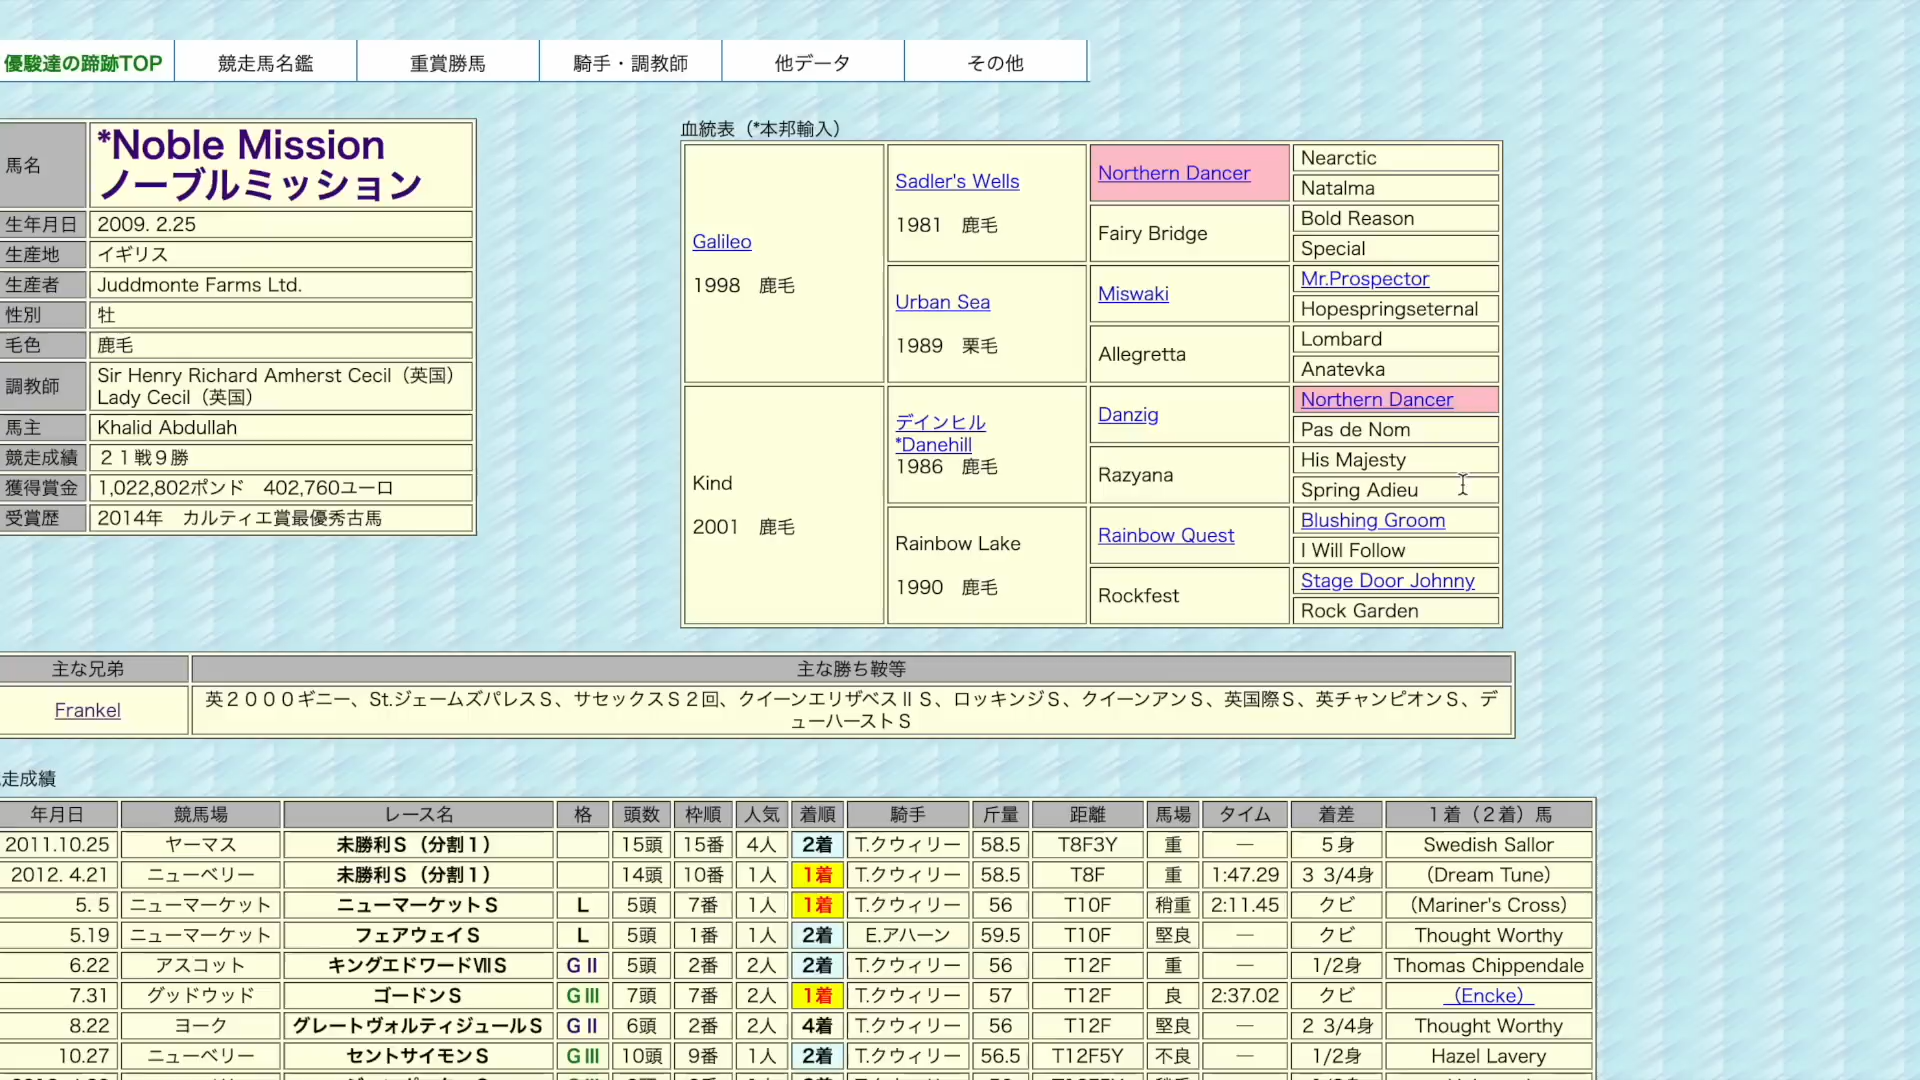 優駿達の蹄跡TOP 競走馬名鑑 重賞勝馬 騎手・調教師 他データ その他
馬名 *Noble Mission
ノーブルミッション
生年月日 2009. 2.25
生産地 イギリス
生産者 Juddmonte Farms Ltd.
性別 牡
毛色 鹿毛
調教師 Sir Henry Richard Amherst Cecil（英国）
Lady Cecil（英国）
馬主 Khalid Abdullah
競走成績 ２１戦９勝
獲得賞金 1,022,802ポンド 402,760ユーロ
受賞歴 2014年 カルティエ賞最優秀古馬
血統表（*本邦輸入）
Galileo
1998 鹿毛
Sadler's Wells
1981 鹿毛
Northern Dancer
Nearctic
Natalma
Fairy Bridge
Bold Reason
Special
Urban Sea
1989 栗毛
Miswaki
Mr.Prospector
Hopespringseternal
Allegretta
Lombard
Anatevka
Kind
2001 鹿毛
デインヒル
*Danehill
1986 鹿毛
Danzig
Northern Dancer
Pas de Nom
Razyana
His Majesty
Spring Adieu
Rainbow Lake
1990 鹿毛
Rainbow Quest
Blushing Groom
I Will Follow
Rockfest
Stage Door Johnny
Rock Garden
主な兄弟 主な勝ち鞍等
Frankel 英２０００ギニー、St.ジェームズパレスＳ、サセックスＳ２回、クイーンエリザベスⅡＳ、ロッキンジＳ、クイーンアンＳ、英国際Ｓ、英チャンピオンＳ、デ
ューハーストＳ
走成績
年月日 競馬場 レース名 格 頭数 枠順 人気 着順 騎手 斤量 距離 馬場 タイム 着差 １着（２着）馬
2011.10.25 ヤーマス 未勝利Ｓ（分割１） 15頭 15番 4人 2着 T.クウィリー 58.5 T8F3Y 重 — ５身 Swedish Sallor
2012. 4.21 ニューベリー 未勝利Ｓ（分割１） 14頭 10番 1人 1着 T.クウィリー 58.5 T8F 重 1:47.29 ３ 3/4身 （Dream Tune）
5. 5 ニューマーケット ニューマーケットＳ L 5頭 7番 1人 1着 T.クウィリー 56 T10F 稍重 2:11.45 クビ （Mariner's Cross）
5.19 ニューマーケット フェアウェイＳ L 5頭 1番 1人 2着 E.アハーン 59.5 T10F 堅良 — クビ Thought Worthy
6.22 アスコット キングエドワードⅦＳ GⅡ 5頭 2番 2人 2着 T.クウィリー 56 T12F 重 — 1/2身 Thomas Chippendale
7.31 グッドウッド ゴードンＳ GⅢ 7頭 7番 2人 1着 T.クウィリー 57 T12F 良 2:37.02 クビ （Encke）
8.22 ヨーク グレートヴォルティジュールＳ GⅡ 6頭 2番 2人 4着 T.クウィリー 56 T12F 堅良 — ２ 3/4身 Thought Worthy
10.27 ニューベリー セントサイモンＳ GⅢ 10頭 9番 1人 2着 T.クウィリー 56.5 T12F5Y 不良 — 1/2身 Hazel Lavery